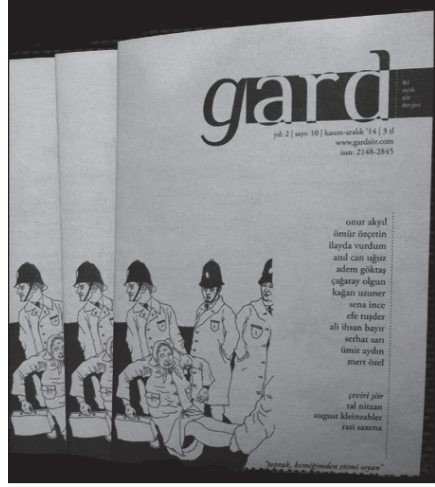 gard
iki
aylık
şiir
dergisi
yıl: 2 | sayı: 10 | kasım-aralık '14 | 3 tl
www.gardsiir.com
issn: 2148-2845
onur akyıl
ömür özçetin
ilayda vurdum
anıl can uğuz
adem göktaş
çağatay olgun
kağan uzuner
sena ince
efe tuşder
ali ihsan bayır
serhat sarı
ümit aydın
mert özel
çeviri şiir
tal nitzan
august kleinzahler
rati saxena
"toprak, kemiğimden etimi soyan"